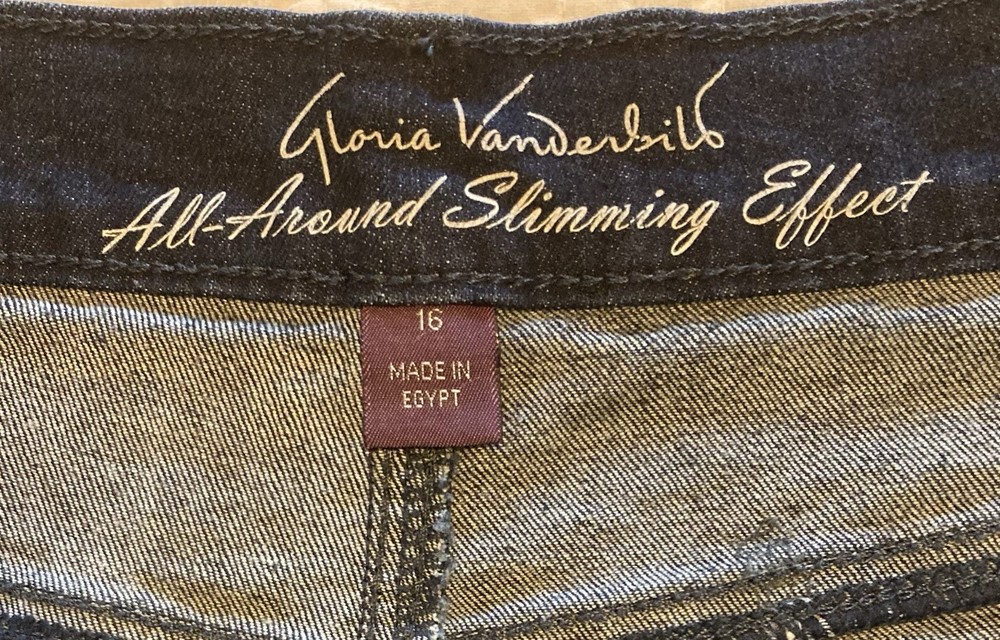 Gloria Vanderbilt
All-Around Slimming Effect
16
MADE IN
EGYPT